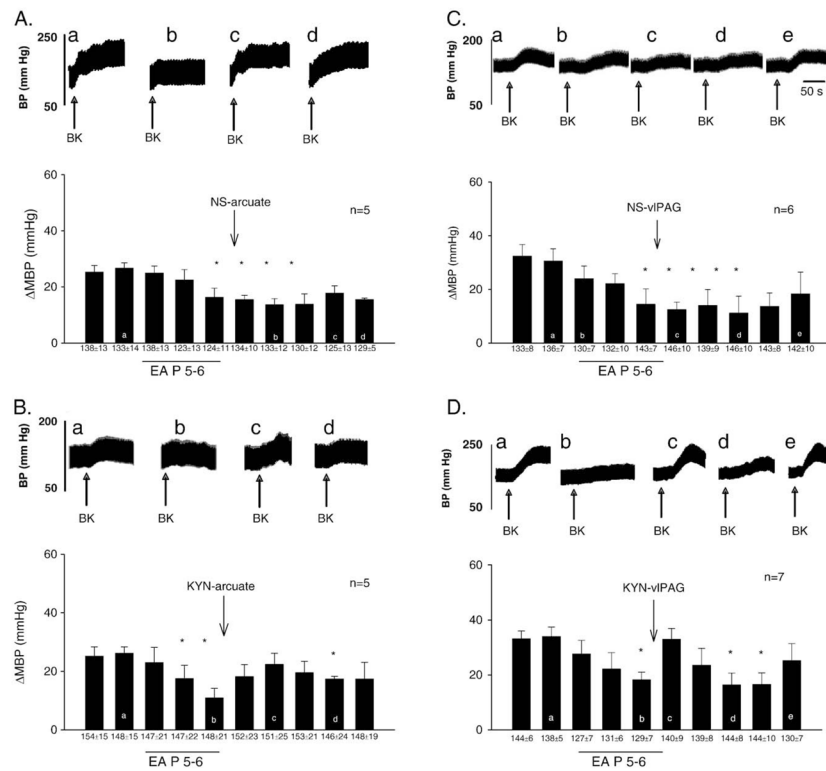 A.
a b c d
250
BP (mm Hg)
50
BK BK BK BK
60
40
20
0
ΔMBP (mmHg)
NS-arcuate
n=5
* * * *
a b c d
138±13 133±14 138±13 123±13 124±11 134±10 133±12 130±12 125±13 129±5
EA P 5-6
C.
a b c d e
250
BP (mm Hg)
50
50 s
BK BK BK BK BK
60
40
20
0
ΔMBP (mmHg)
NS-vlPAG
n=6
* * * * *
a b c d e
133±8 136±7 130±7 132±10 143±7 146±10 139±9 146±10 143±8 142±10
EA P 5-6
B.
a b c d
200
BP (mm Hg)
50
BK BK BK BK
60
40
20
0
ΔMBP (mmHg)
KYN-arcuate
n=5
* * *
a b c d
154±15 148±15 147±21 147±22 148±21 152±23 151±25 153±21 146±24 148±19
EA P 5-6
D.
a b c d e
250
BP (mm Hg)
50
BK BK BK BK BK
60
40
20
0
ΔMBP (mmHg)
KYN-vlPAG
n=7
* * *
a b c d e
144±6 138±5 127±7 131±6 129±7 140±9 139±8 144±8 144±10 130±7
EA P 5-6